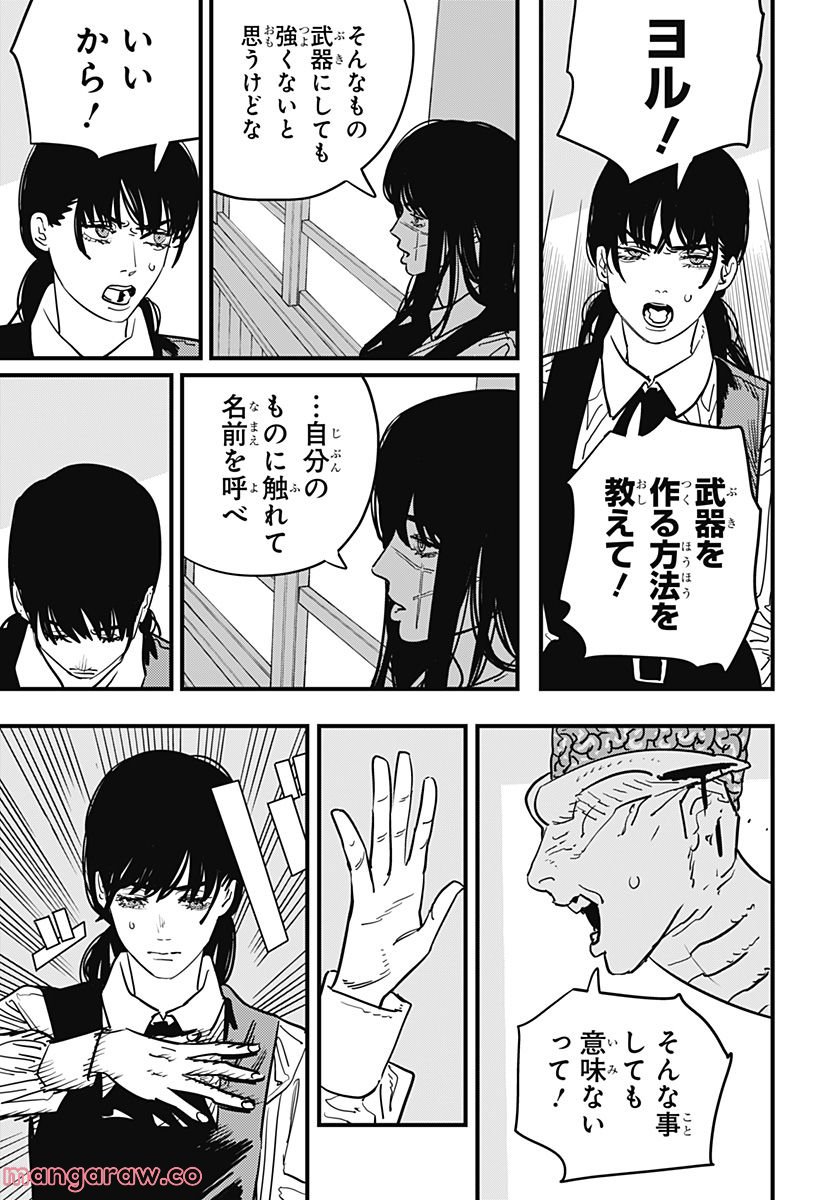 ヨル！
武器を
作る方法を
教えて！
そんなもの
武器にしても
強くないと
思うけどな
いい
から！
…自分の
ものに触れて
名前を呼べ
そんな事
しても
意味ない
って！
バン
mangaraw.co